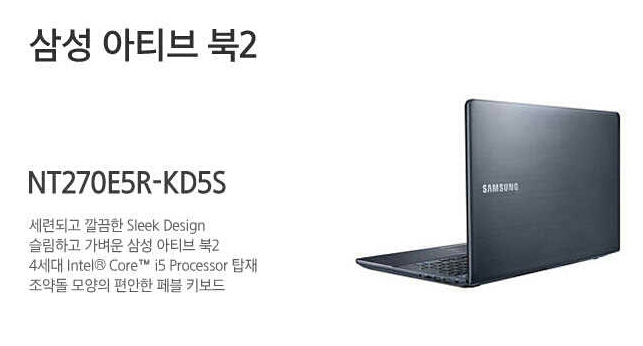 삼성 아티브 북2
NT270E5R-KD5S
SAMSUNG
세련되고 깔끔한 Sleek Design
슬림하고 가벼운 삼성 아티브 북2
4세대 Intel® Core™ i5 Processor 탑재
조약돌 모양의 편안한 페블 키보드